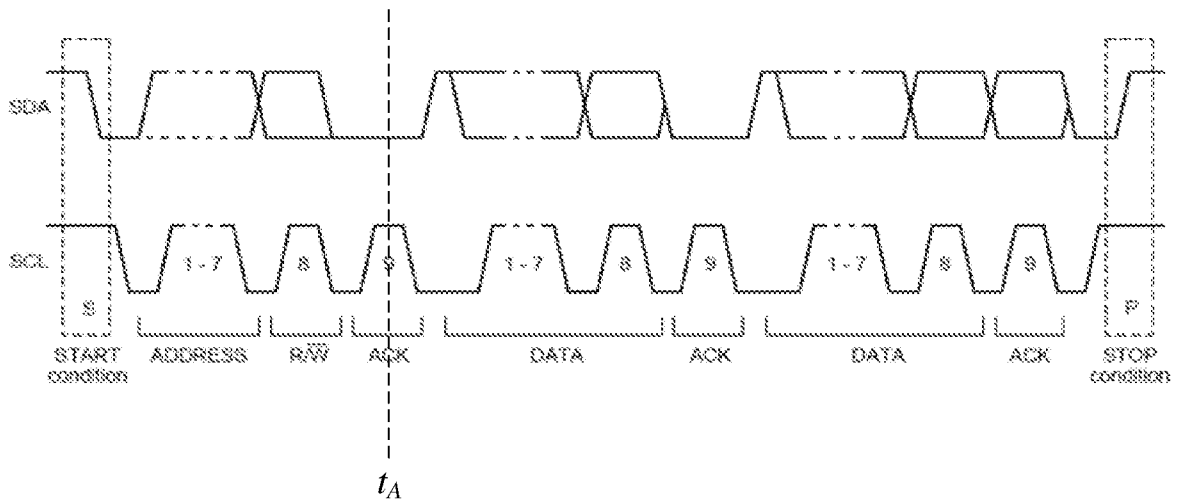 SDA
SCL
1 - 7 8 9 1 - 7 8 9 1 - 7 8 9
S P
START condition ADDRESS R/W̅ ACK DATA ACK DATA ACK STOP condition
t_A